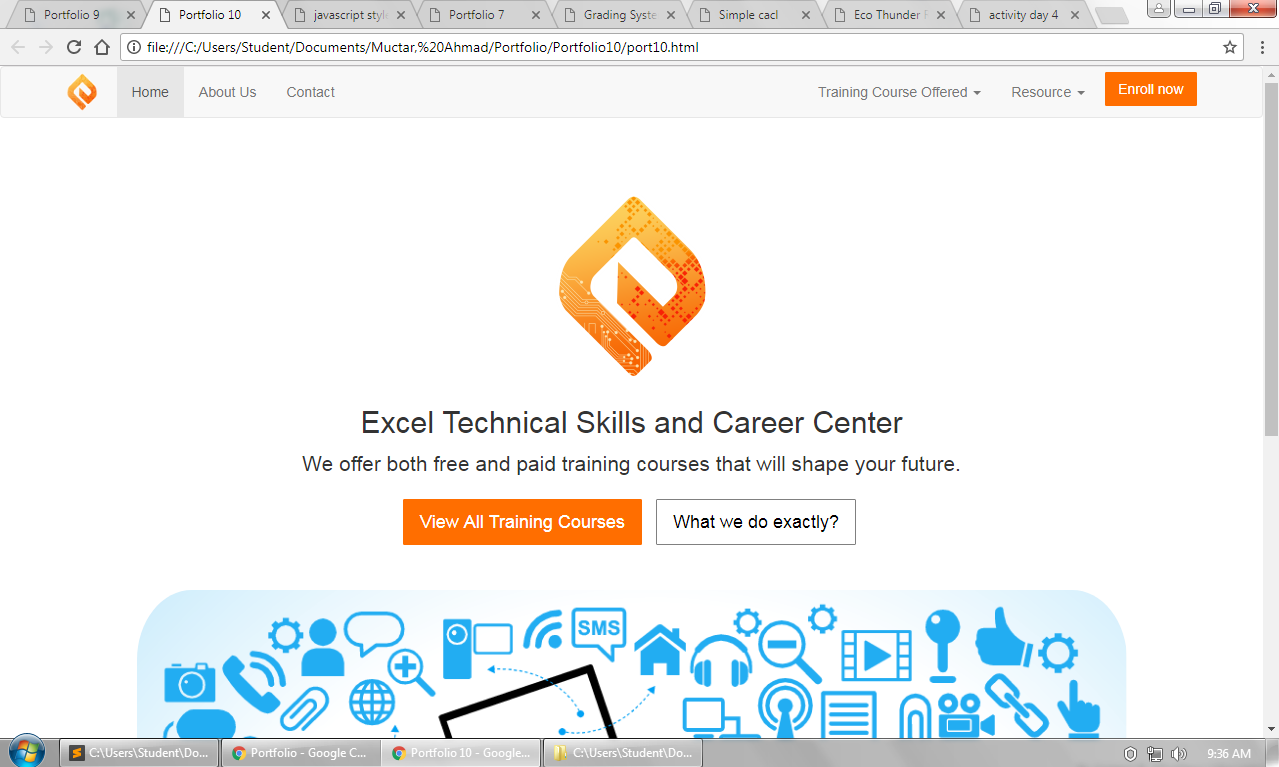 Portfolio 9
Portfolio 10
javascript style
Portfolio 7
Grading Syste
Simple cacl
Eco Thunder F
activity day 4
file:///C:/Users/Student/Documents/Muctar,%20Ahmad/Portfolio/Portfolio10/port10.html
Home
About Us
Contact
Training Course Offered
Resource
Enroll now
Excel Technical Skills and Career Center
We offer both free and paid training courses that will shape your future.
View All Training Courses
What we do exactly?
SMS
C:\Users\Student\Do...
Portfolio - Google C...
Portfolio 10 - Google...
C:\Users\Student\Do...
9:36 AM